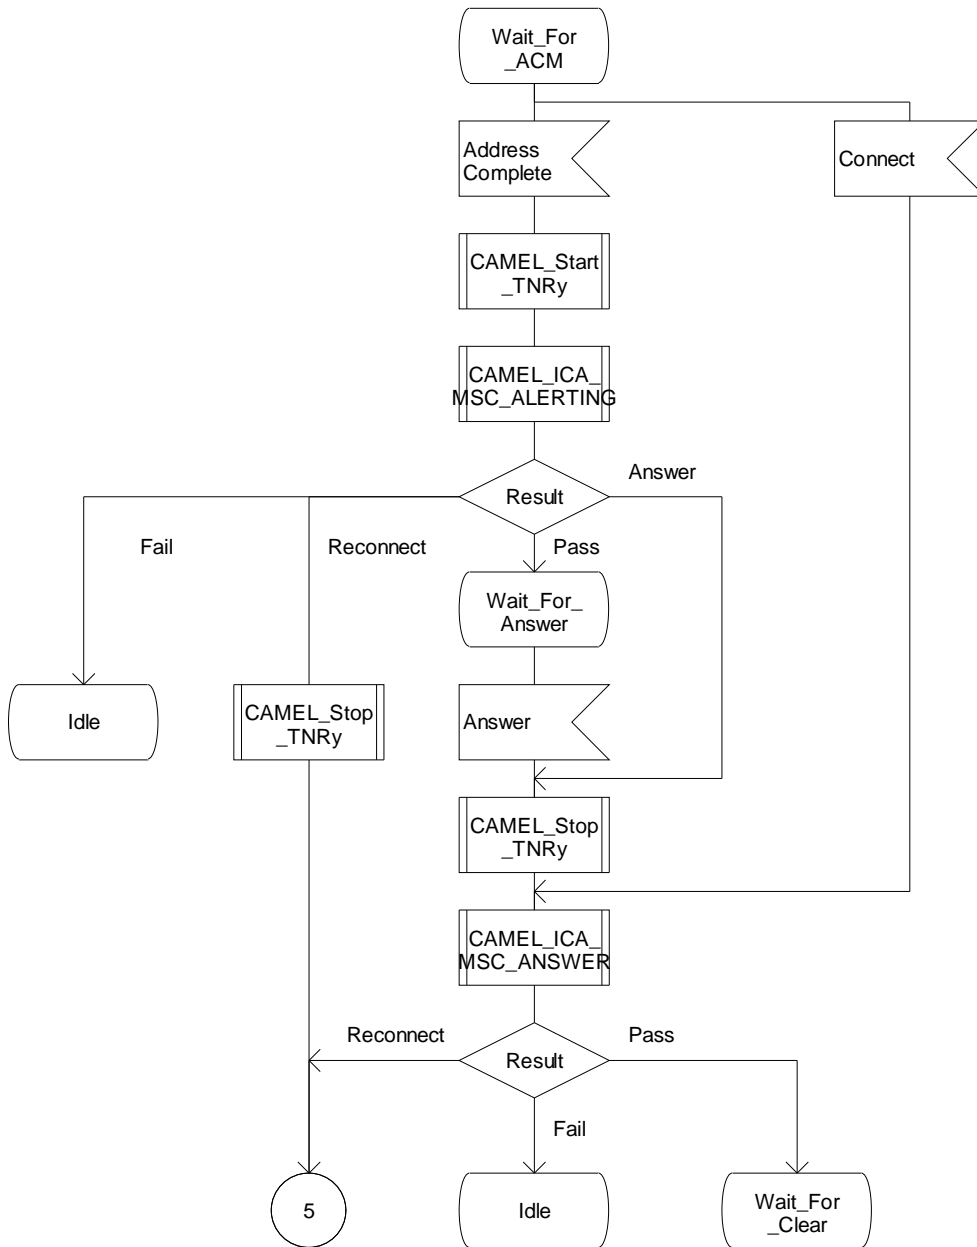 Wait_For
_ACM
Address
Complete
Connect
CAMEL_Start
_TNRy
CAMEL_ICA_
MSC_ALERTING
Result
Answer
Fail
Reconnect
Pass
Wait_For_
Answer
Idle
CAMEL_Stop
_TNRy
Answer
CAMEL_Stop
_TNRy
CAMEL_ICA_
MSC_ANSWER
Reconnect
Result
Pass
Fail
5
Idle
Wait_For
_Clear